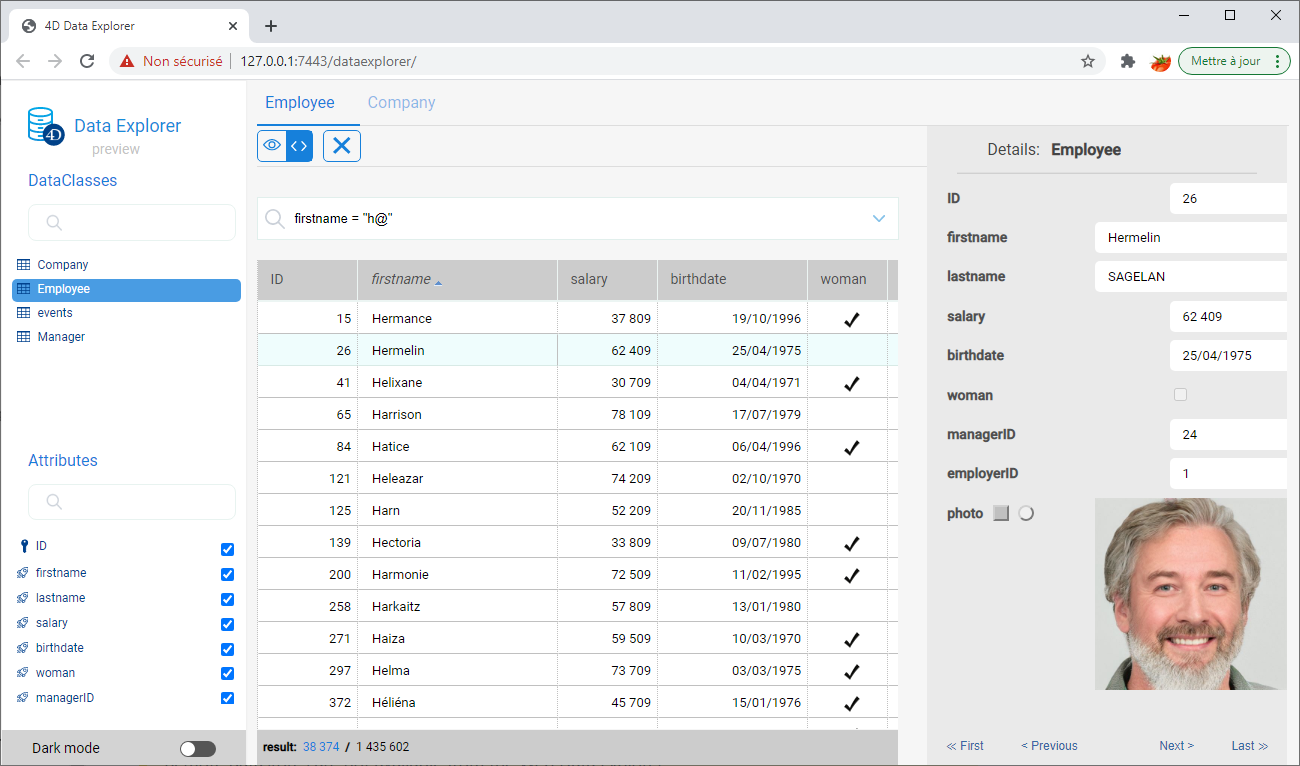 4D Data Explorer
Non sécurisé 127.0.0.1:7443/dataexplorer/ Mettre à jour
4D Data Explorer
preview
DataClasses
Company
Employee
events
Manager
Attributes
ID
firstname
lastname
salary
birthdate
woman
managerID
Dark mode
Employee Company
firstname = "h@"
ID firstname salary birthdate woman
15 Hermance 37 809 19/10/1996
26 Hermelin 62 409 25/04/1975
41 Helixane 30 709 04/04/1971
65 Harrison 78 109 17/07/1979
84 Hatice 62 109 06/04/1996
121 Heleazar 74 209 02/10/1970
125 Harn 52 209 20/11/1985
139 Hectoria 33 809 09/07/1980
200 Harmonie 72 509 11/02/1995
258 Harkaitz 57 809 13/01/1980
271 Haiza 59 509 10/03/1970
297 Helma 73 709 03/03/1975
372 Héliéna 45 709 15/01/1976
result: 38 374 / 1 435 602
Details: Employee
ID 26
firstname Hermelin
lastname SAGELAN
salary 62 409
birthdate 25/04/1975
woman
managerID 24
employerID 1
photo
<< First < Previous Next > Last >>